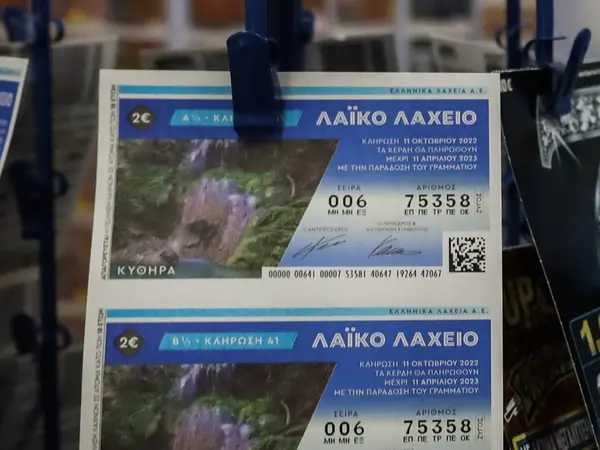 ΕΛΛΗΝΙΚΑ ΛΑΧΕΙΑ Α.Ε.
2€
ΛΑΪΚΟ ΛΑΧΕΙΟ
ΚΛΗΡΩΣΗ 11 ΟΚΤΩΒΡΙΟΥ 2022
ΤΑ ΚΕΡΔΗ ΘΑ ΠΛΗΡΩΘΟΥΝ
ΜΕΧΡΙ 11 ΑΠΡΙΛΙΟΥ 2023
ΜΕ ΤΗΝ ΠΑΡΑΔΟΣΗ ΤΟΥ ΓΡΑΜΜΑΤΙΟΥ
ΣΕΙΡΑ ΑΡΙΘΜΟΣ
006 75358
ΜΗ ΜΗ ΕΞ ΕΠ ΠΕ ΤΡ ΠΕ ΟΚ
ΖΥΓΟΣ
ΚΥΘΗΡΑ
00000 00641 00007 53581 40647 19264 47067
ΕΛΛΗΝΙΚΑ ΛΑΧΕΙΑ Α.Ε.
2€
Β ½ · ΚΛΗΡΩΣΗ 41
ΛΑΪΚΟ ΛΑΧΕΙΟ
ΚΛΗΡΩΣΗ 11 ΟΚΤΩΒΡΙΟΥ 2022
ΤΑ ΚΕΡΔΗ ΘΑ ΠΛΗΡΩΘΟΥΝ
ΜΕΧΡΙ 11 ΑΠΡΙΛΙΟΥ 2023
ΜΕ ΤΗΝ ΠΑΡΑΔΟΣΗ ΤΟΥ ΓΡΑΜΜΑΤΙΟΥ
ΣΕΙΡΑ ΑΡΙΘΜΟΣ
006 75358
ΜΗ ΜΗ ΕΞ ΕΠ ΠΕ ΤΡ ΠΕ ΟΚ
ΖΥΓΟΣ